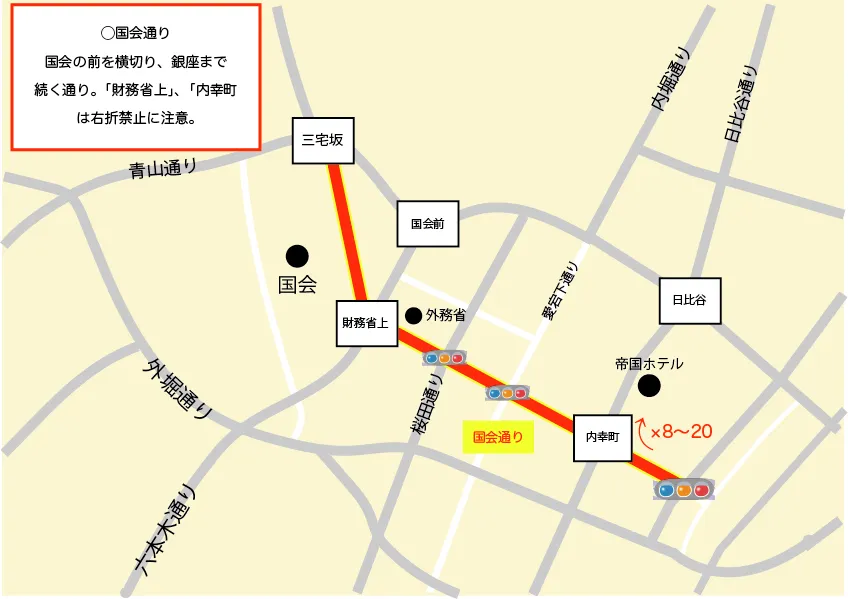 ○国会通り
国会の前を横切り、銀座まで
続く通り。「財務省上」、「内幸町
は右折禁止に注意。
内堀通り
日比谷通り
三宅坂
青山通り
国会前
国会
愛宕下通り
日比谷
財務省上
外務省
帝国ホテル
外堀通り
桜田通り
国会通り
内幸町
×8〜20
六本木通り